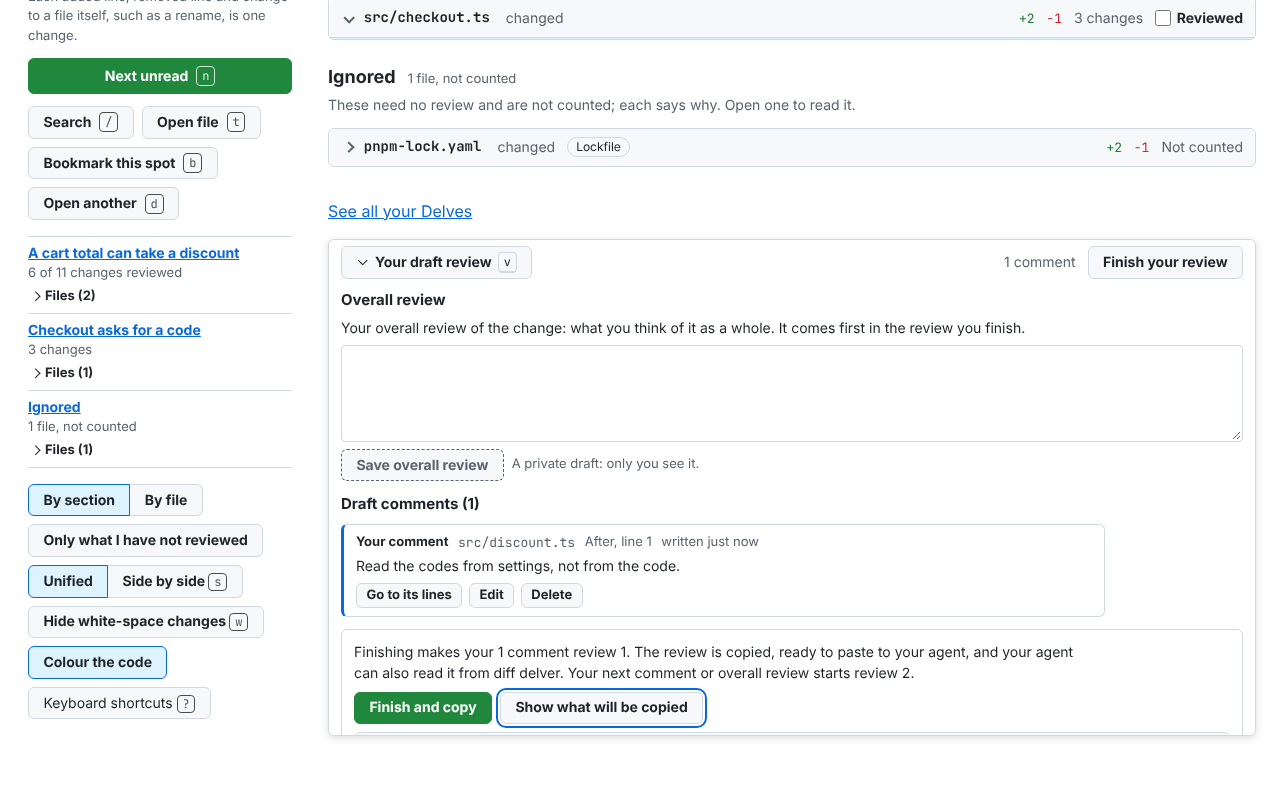 to a file itself, such as a rename, is one
change.
Next unread n
Search /
Open file t
Bookmark this spot b
Open another d
A cart total can take a discount
6 of 11 changes reviewed
Files (2)
Checkout asks for a code
3 changes
Files (1)
Ignored
1 file, not counted
Files (1)
By section
By file
Only what I have not reviewed
Unified
Side by side s
Hide white-space changes w
Colour the code
Keyboard shortcuts ?
src/checkout.ts changed +2 -1 3 changes Reviewed
Ignored 1 file, not counted
These need no review and are not counted; each says why. Open one to read it.
pnpm-lock.yaml changed Lockfile +2 -1 Not counted
See all your Delves
Your draft review v 1 comment Finish your review
Overall review
Your overall review of the change: what you think of it as a whole. It comes first in the review you finish.
Save overall review A private draft: only you see it.
Draft comments (1)
Your comment src/discount.ts After, line 1 written just now
Read the codes from settings, not from the code.
Go to its lines Edit Delete
Finishing makes your 1 comment review 1. The review is copied, ready to paste to your agent, and your agent
can also read it from diff delver. Your next comment or overall review starts review 2.
Finish and copy Show what will be copied